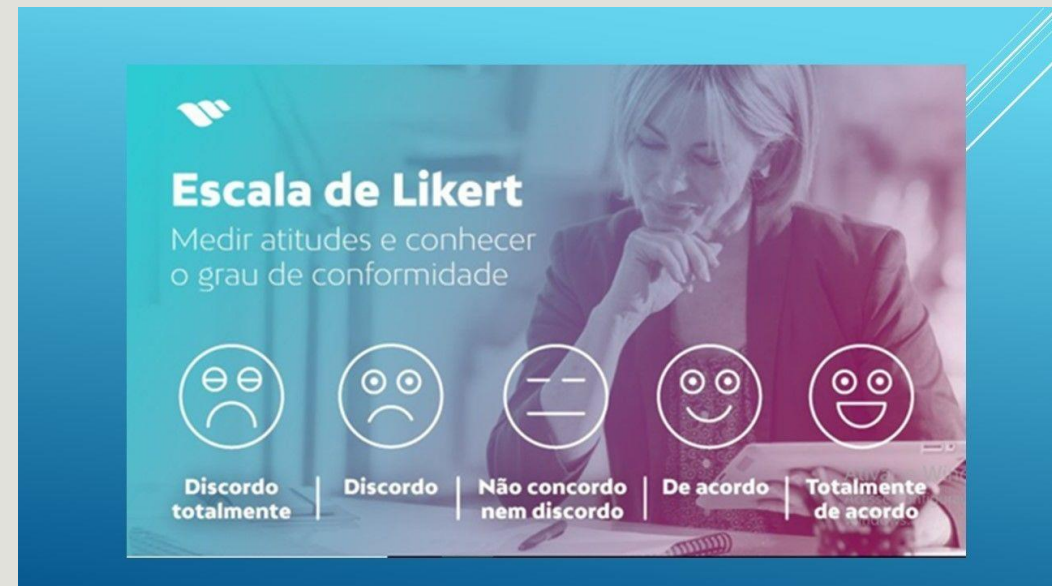 Escala de Likert
Medir atitudes e conhecer
o grau de conformidade
Discordo
totalmente
Discordo
Não concordo
nem discordo
De acordo
Totalmente
de acordo